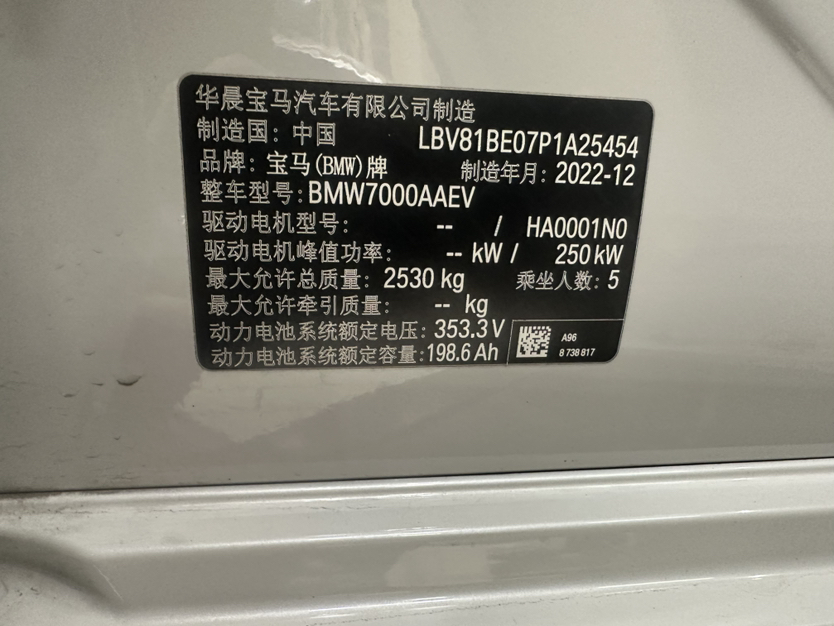 华晨宝马汽车有限公司制造
制造国: 中国 LBV81BE07P1A25454
品牌: 宝马(BMW)牌 制造年月: 2022-12
整车型号: BMW7000AAEV
驱动电机型号: -- / HA0001N0
驱动电机峰值功率: -- kW / 250 kW
最大允许总质量: 2530 kg 乘坐人数: 5
最大允许牵引质量: -- kg
动力电池系统额定电压: 353.3 V A96
动力电池系统额定容量: 198.6 Ah 8 738 817